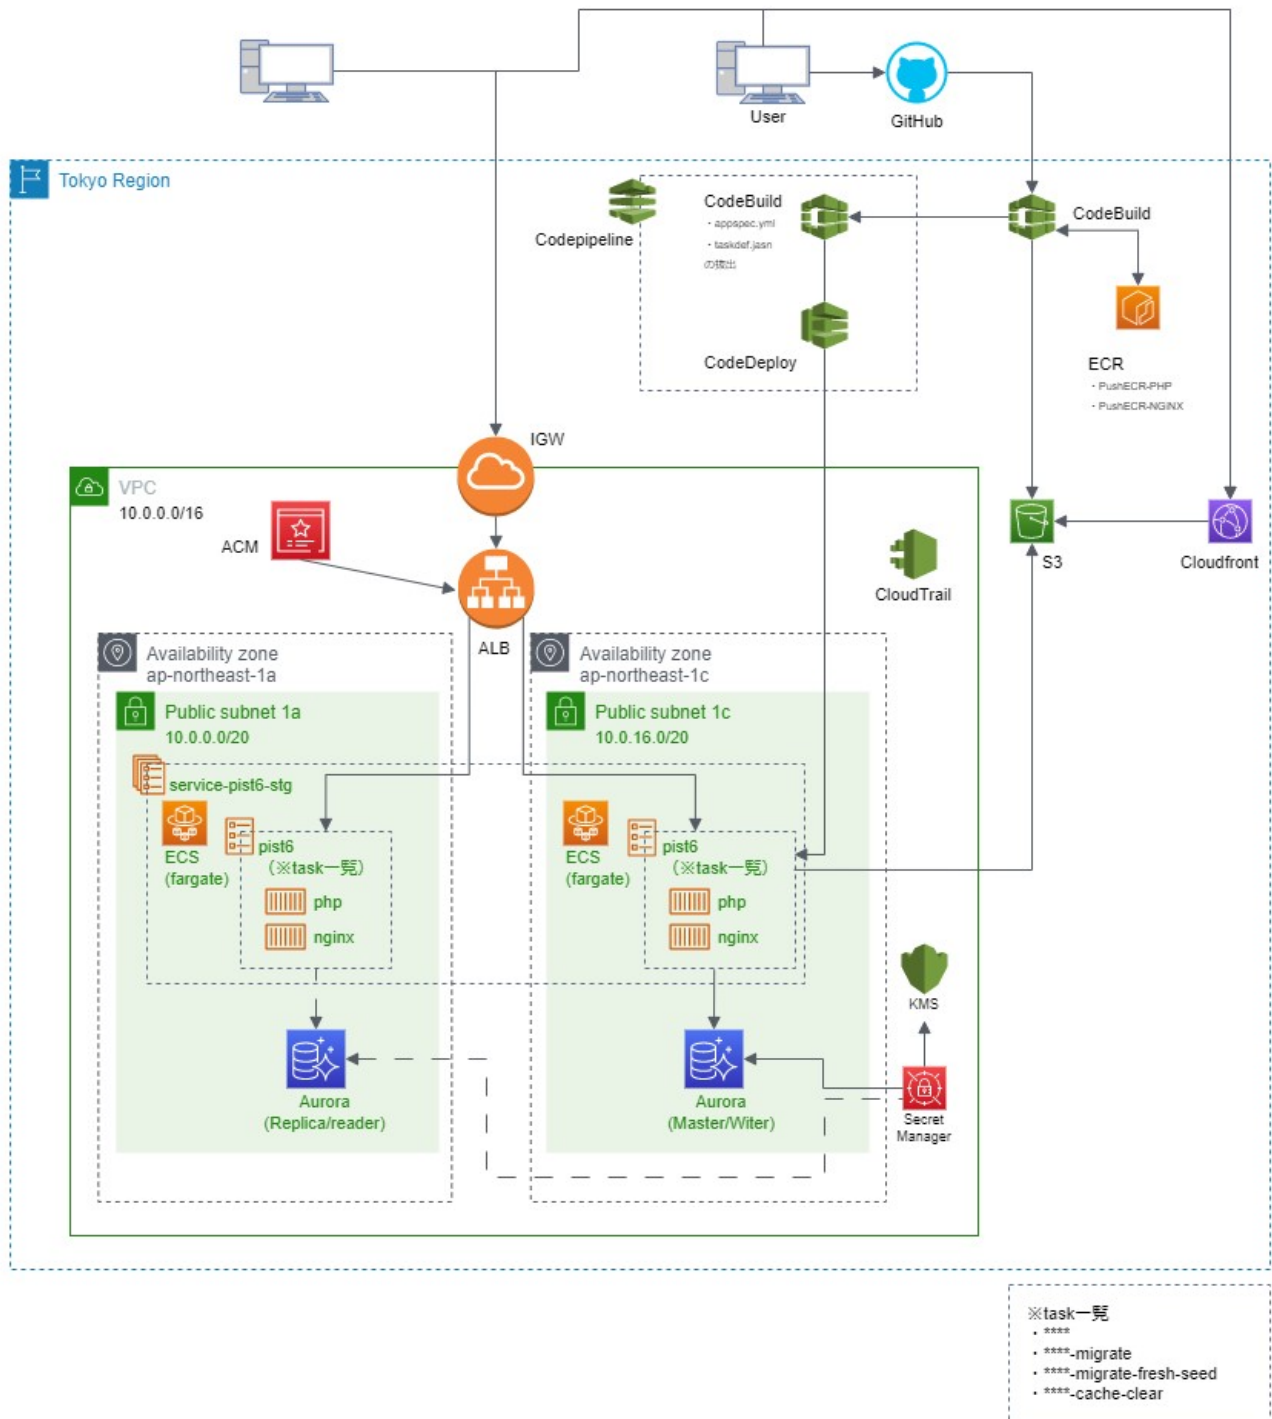 User
GitHub
Tokyo Region
Codepipeline
CodeBuild
・appspec.yml
・taskdef.jasn
の抜出
CodeDeploy
CodeBuild
ECR
・PushECR-PHP
・PushECR-NGINX
IGW
VPC
10.0.0.0/16
ACM
ALB
CloudTrail
S3
Cloudfront
Availability zone
ap-northeast-1a
Public subnet 1a
10.0.0.0/20
service-pist6-stg
ECS
(fargate)
pist6
（※task一覧）
php
nginx
Aurora
(Replica/reader)
Availability zone
ap-northeast-1c
Public subnet 1c
10.0.16.0/20
ECS
(fargate)
pist6
（※task一覧）
php
nginx
Aurora
(Master/Witer)
KMS
Secret
Manager
※task一覧
・****
・****-migrate
・****-migrate-fresh-seed
・****-cache-clear